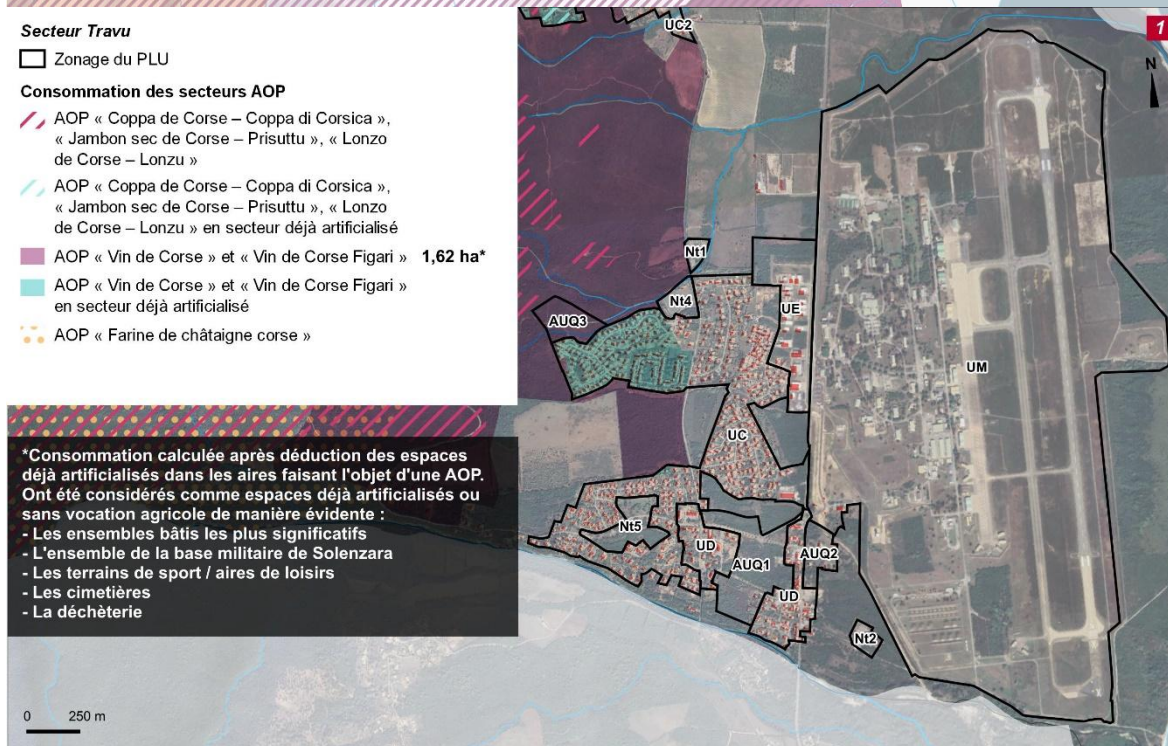 Secteur Travu
Zonage du PLU
Consommation des secteurs AOP
AOP « Coppa de Corse – Coppa di Corsica »,
« Jambon sec de Corse – Prisuttu », « Lonzo
de Corse – Lonzu »
AOP « Coppa de Corse – Coppa di Corsica »,
« Jambon sec de Corse – Prisuttu », « Lonzo
de Corse – Lonzu » en secteur déjà artificialisé
AOP « Vin de Corse » et « Vin de Corse Figari » 1,62 ha*
AOP « Vin de Corse » et « Vin de Corse Figari »
en secteur déjà artificialisé
AOP « Farine de châtaigne corse »
*Consommation calculée après déduction des espaces
déjà artificialisés dans les aires faisant l'objet d'une AOP.
Ont été considérés comme espaces déjà artificialisés ou
sans vocation agricole de manière évidente :
- Les ensembles bâtis les plus significatifs
- L'ensemble de la base militaire de Solenzara
- Les terrains de sport / aires de loisirs
- Les cimetières
- La déchèterie
0 250 m
UC2
1
N
Nt1
Nt4
UE
AUQ3
UM
UC
Nt5
UD
AUQ1
AUQ2
UD
Nt2